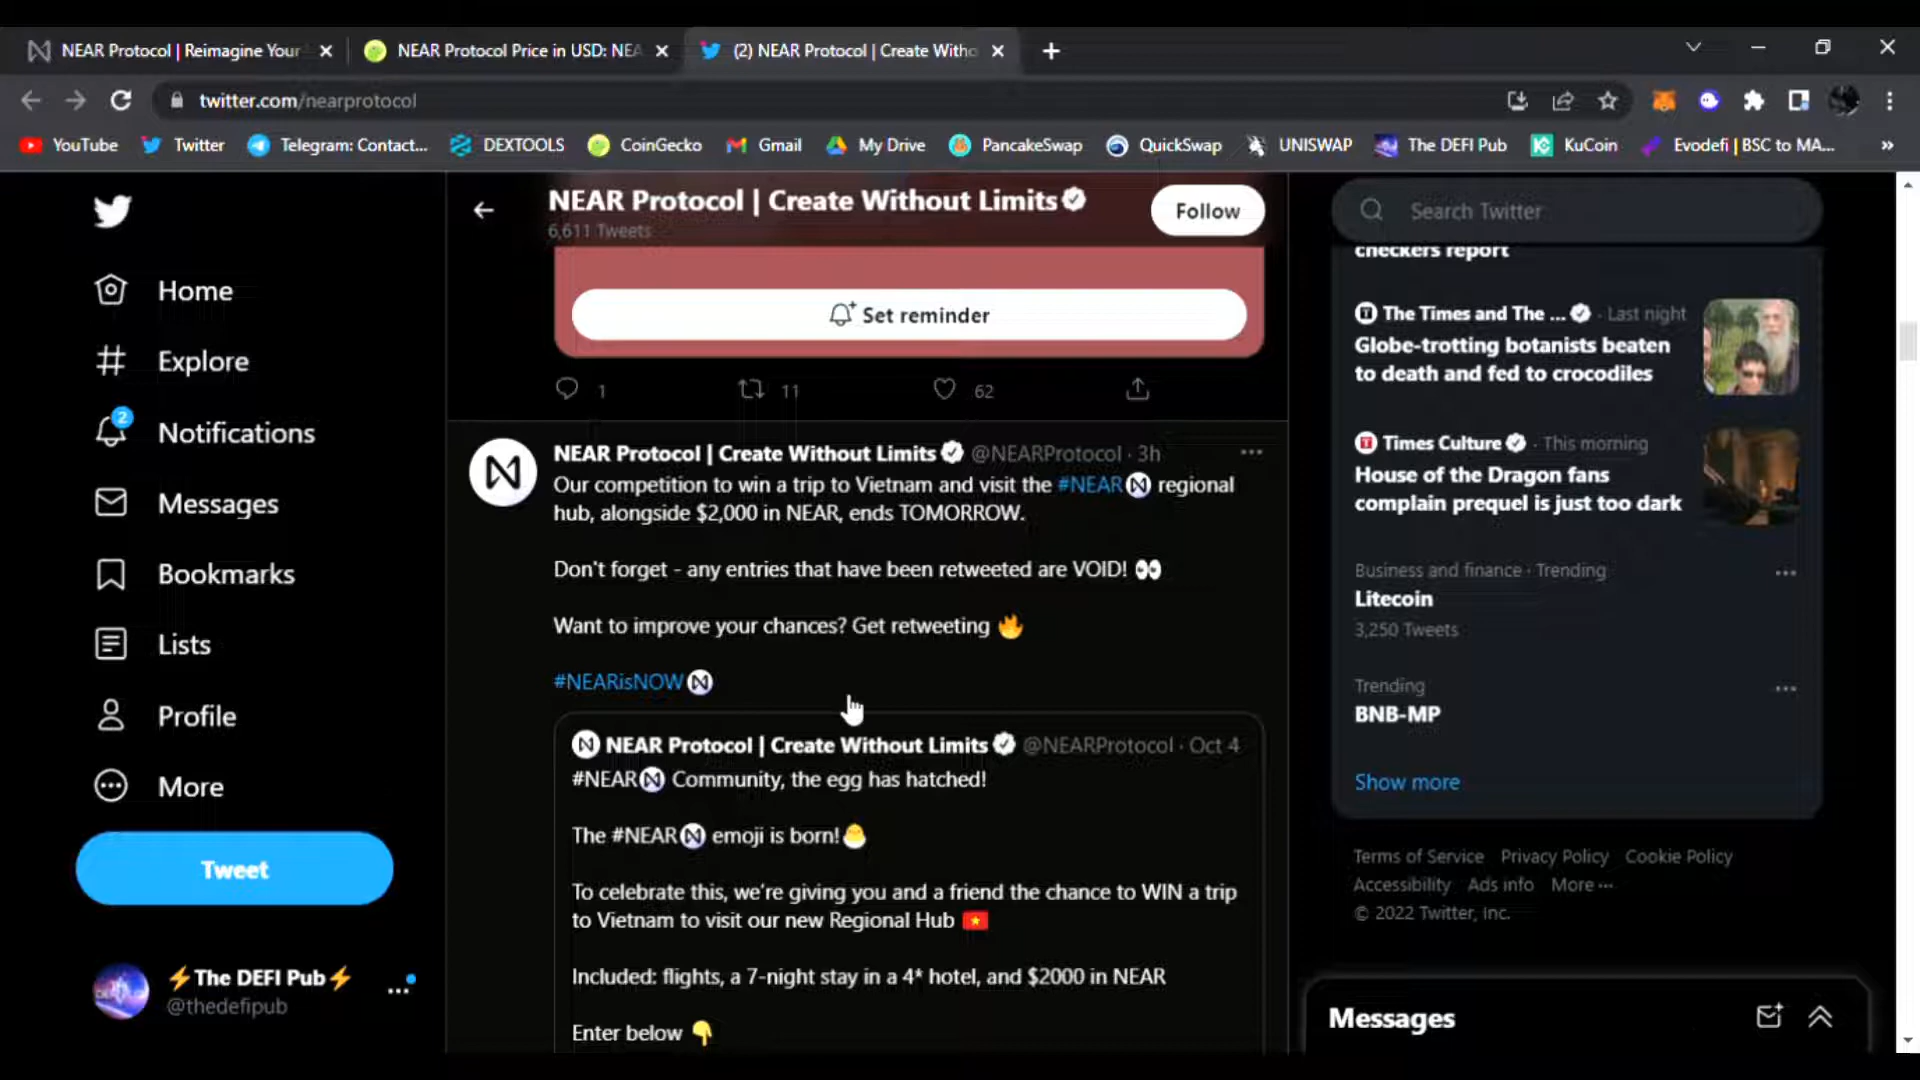 NEAR Protocol | Reimagine Your
NEAR Protocol Price in USD: NEA
(2) NEAR Protocol | Create Witho
twitter.com/nearprotocol
YouTube
Twitter
Telegram: Contact...
DEXTOOLS
CoinGecko
Gmail
My Drive
PancakeSwap
QuickSwap
UNISWAP
The DEFI Pub
KuCoin
Evodefi | BSC to MA...
»
Home
Explore
2
Notifications
Messages
Bookmarks
Lists
Profile
More
Tweet
⚡The DEFI Pub⚡
@thedefipub
NEAR Protocol | Create Without Limits
6,611 Tweets
Follow
Set reminder
1
11
62
NEAR Protocol | Create Without Limits @NEARProtocol · 3h
Our competition to win a trip to Vietnam and visit the #NEAR regional
hub, alongside $2,000 in NEAR, ends TOMORROW.
Don't forget - any entries that have been retweeted are VOID! 👀
Want to improve your chances? Get retweeting 🔥
#NEARisNOW
NEAR Protocol | Create Without Limits @NEARProtocol · Oct 4
#NEAR Community, the egg has hatched!
The #NEAR emoji is born!🐣
To celebrate this, we're giving you and a friend the chance to WIN a trip
to Vietnam to visit our new Regional Hub 🇻🇳
Included: flights, a 7-night stay in a 4* hotel, and $2000 in NEAR
Enter below 👇
Search Twitter
checkers report
The Times and The ... · Last night
Globe-trotting botanists beaten
to death and fed to crocodiles
Times Culture · This morning
House of the Dragon fans
complain prequel is just too dark
Business and finance · Trending
Litecoin
3,250 Tweets
Trending
BNB-MP
Show more
Terms of Service Privacy Policy Cookie Policy
Accessibility Ads info More ···
© 2022 Twitter, Inc.
Messages